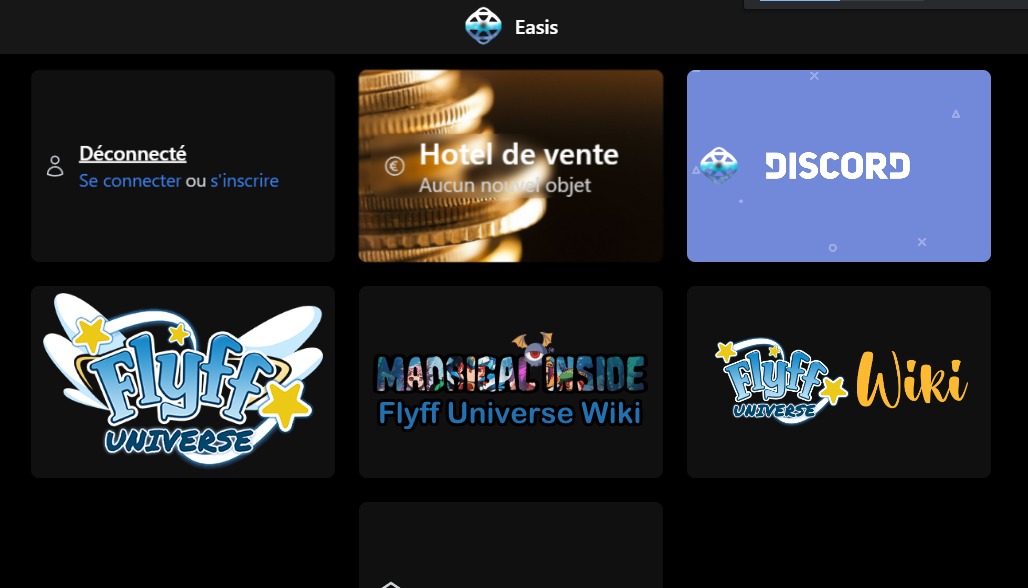 Easis
Déconnecté
Se connecter ou s'inscrire
Hotel de vente
Aucun nouvel objet
DISCORD
Flyff
UNIVERSE
MADRIGAL INSIDE
Flyff Universe Wiki
Flyff
UNIVERSE
Wiki